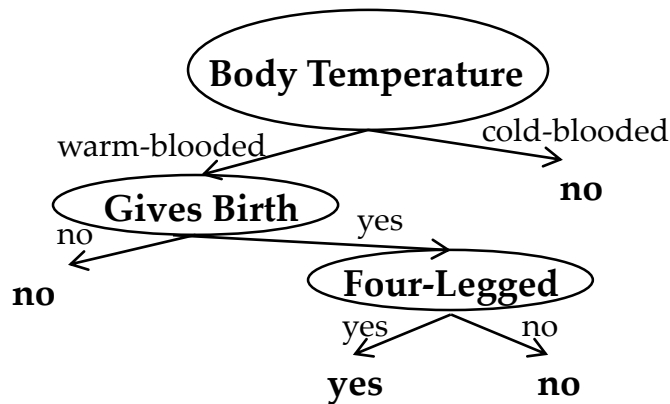 Body Temperature
warm-blooded
cold-blooded
Gives Birth
no
no
yes
no
Four-Legged
yes
no
yes
no